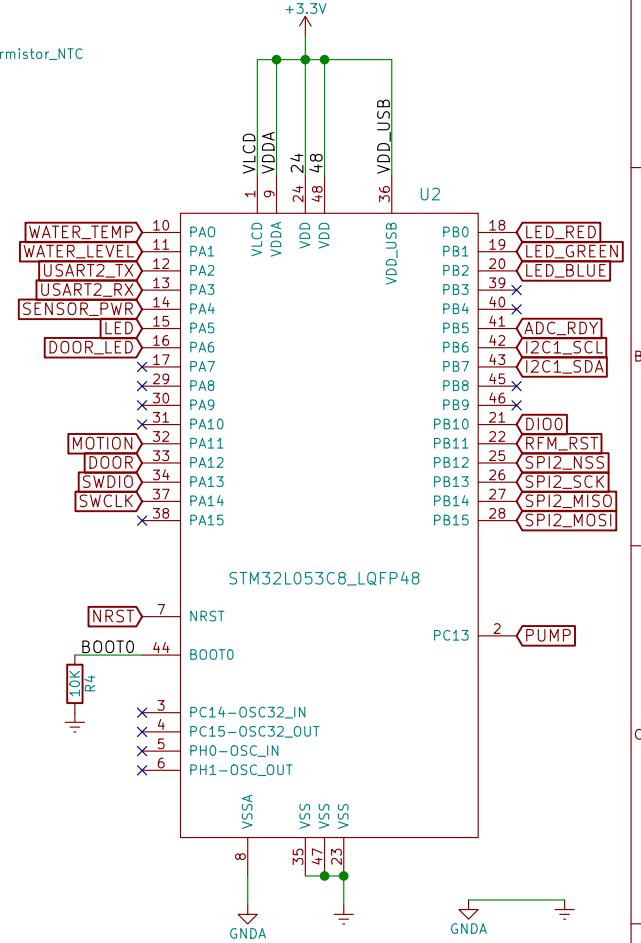 +3.3V
rmistor_NTC
VLCD
VDDA
24
48
VDD_USB
1
9
24
48
36
U2
VLCD
VDDA
VDD
VDD
VDD_USB
WATER_TEMP 10 PA0
WATER_LEVEL 11 PA1
USART2_TX 12 PA2
USART2_RX 13 PA3
SENSOR_PWR 14 PA4
LED 15 PA5
DOOR_LED 16 PA6
17 PA7
29 PA8
30 PA9
31 PA10
MOTION 32 PA11
DOOR 33 PA12
SWDIO 34 PA13
SWCLK 37 PA14
38 PA15
PB0 18 LED_RED
PB1 19 LED_GREEN
PB2 20 LED_BLUE
PB3 39
PB4 40
PB5 41 ADC_RDY
PB6 42 I2C1_SCL
PB7 43 I2C1_SDA
PB8 45
PB9 46
PB10 21 DIO0
PB11 22 RFM_RST
PB12 25 SPI2_NSS
PB13 26 SPI2_SCK
PB14 27 SPI2_MISO
PB15 28 SPI2_MOSI
B
STM32L053C8_LQFP48
NRST 7 NRST
PC13 2 PUMP
BOOT0 44 BOOT0
10K
R4
3 PC14-OSC32_IN
4 PC15-OSC32_OUT
5 PH0-OSC_IN
6 PH1-OSC_OUT
C
VSSA
VSS
VSS
VSS
8
35
47
23
GNDA
GNDA